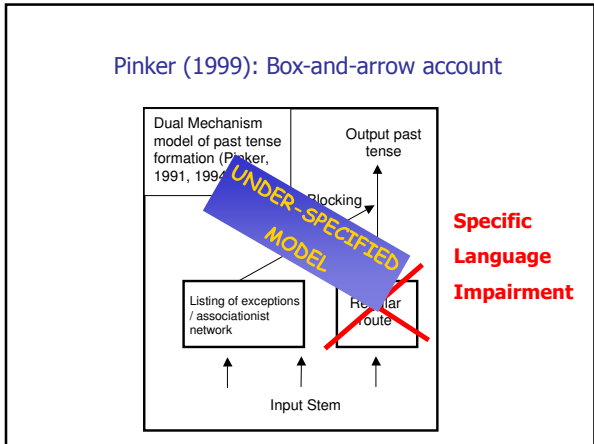 Pinker (1999): Box-and-arrow account
Dual Mechanism
model of past tense
formation (Pinker,
1991, 1994
Output past
tense
Blocking
UNDER-SPECIFIED
MODEL
Specific
Language
Impairment
Listing of exceptions
/ associationist
network
Regular
route
Input Stem